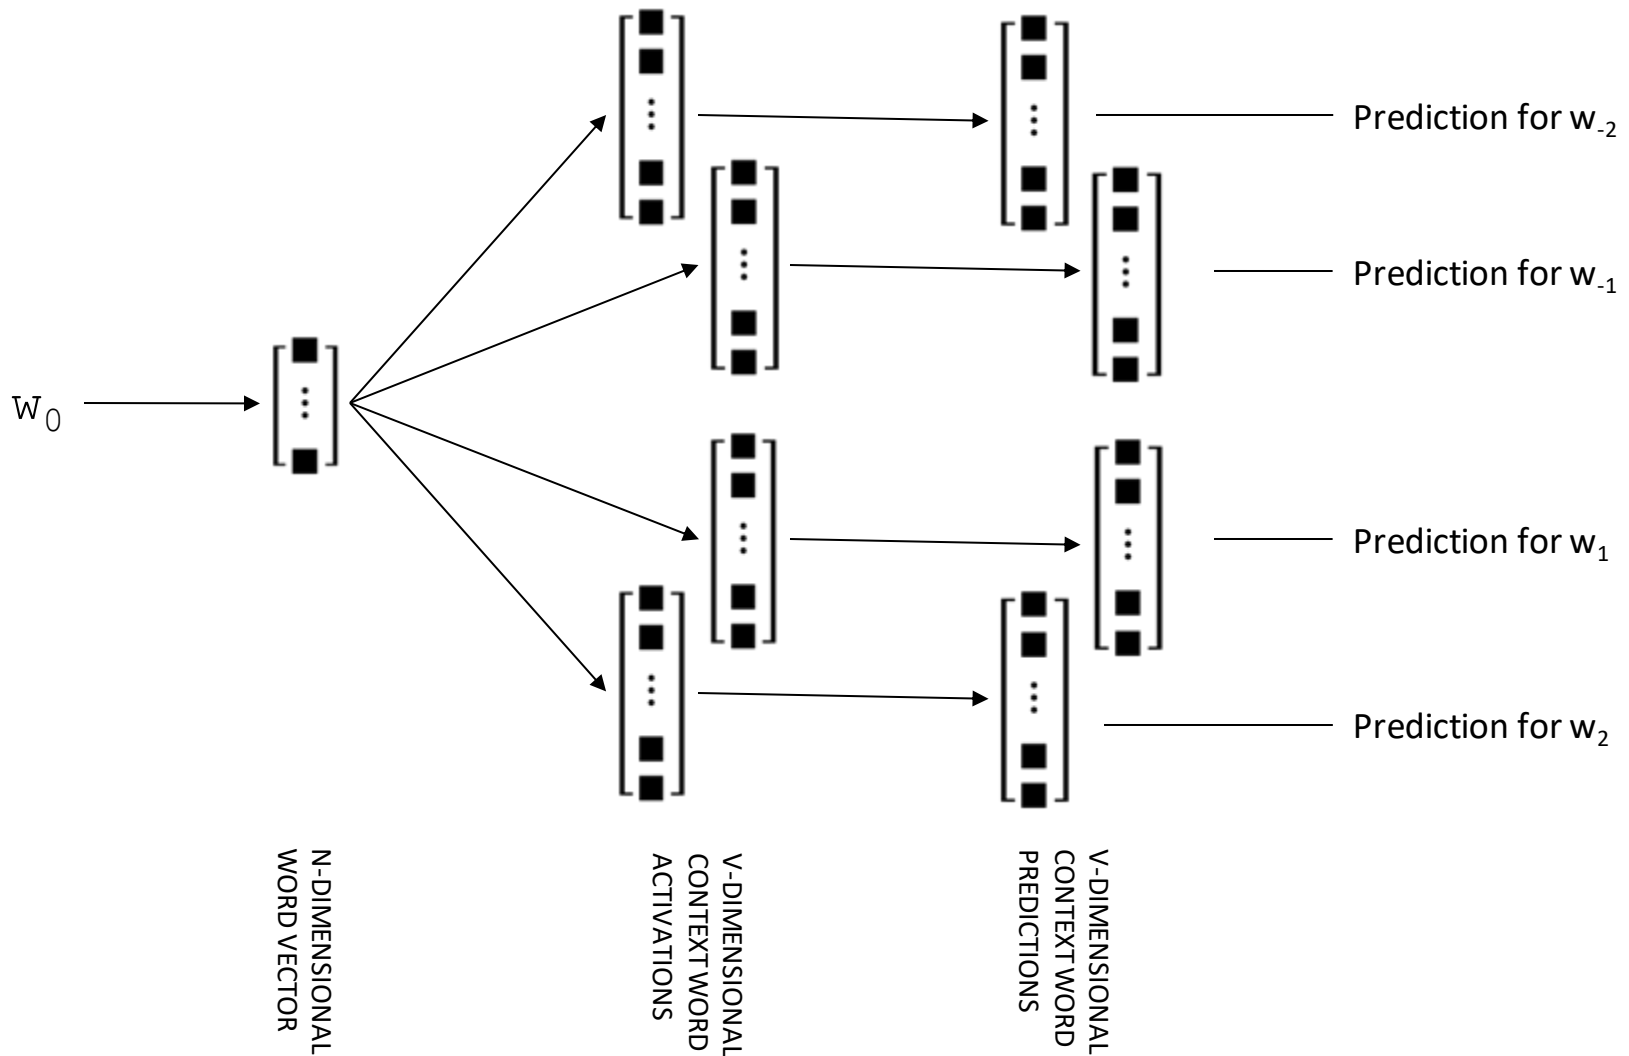 Prediction for w₋₂
Prediction for w₋₁
w₀
Prediction for w₁
Prediction for w₂
N-DIMENSIONAL
WORD VECTOR
V-DIMENSIONAL
CONTEXT WORD
ACTIVATIONS
V-DIMENSIONAL
CONTEXT WORD
PREDICTIONS